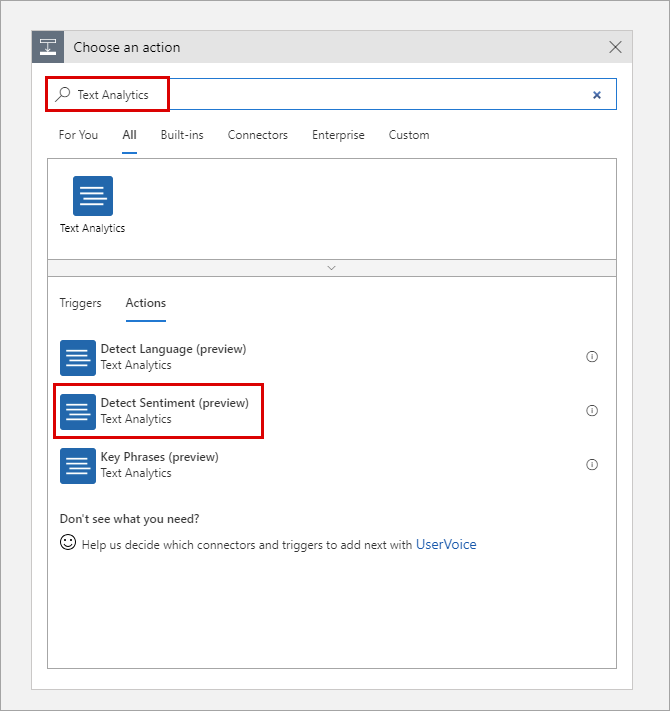 Choose an action
Text Analytics
For You All Built-ins Connectors Enterprise Custom
Text Analytics
Triggers Actions
Detect Language (preview)
Text Analytics
Detect Sentiment (preview)
Text Analytics
Key Phrases (preview)
Text Analytics
Don't see what you need?
Help us decide which connectors and triggers to add next with UserVoice